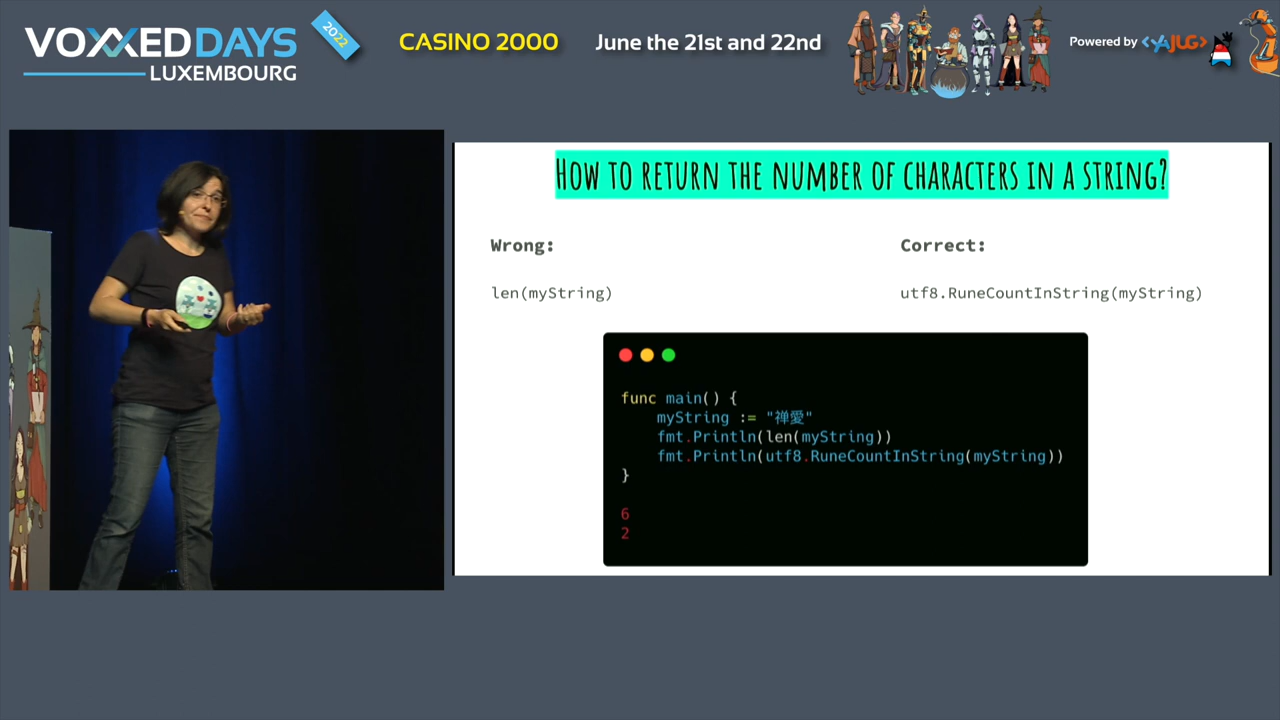 VOXXED DAYS
LUXEMBOURG
2022
CASINO 2000
June the 21st and 22nd
Powered by <YAJUG>
How to return the number of characters in a string?
Wrong:
Correct:
len(myString)
utf8.RuneCountInString(myString)
func main() {
myString := "禅愛"
fmt.Println(len(myString))
fmt.Println(utf8.RuneCountInString(myString))
}
6
2